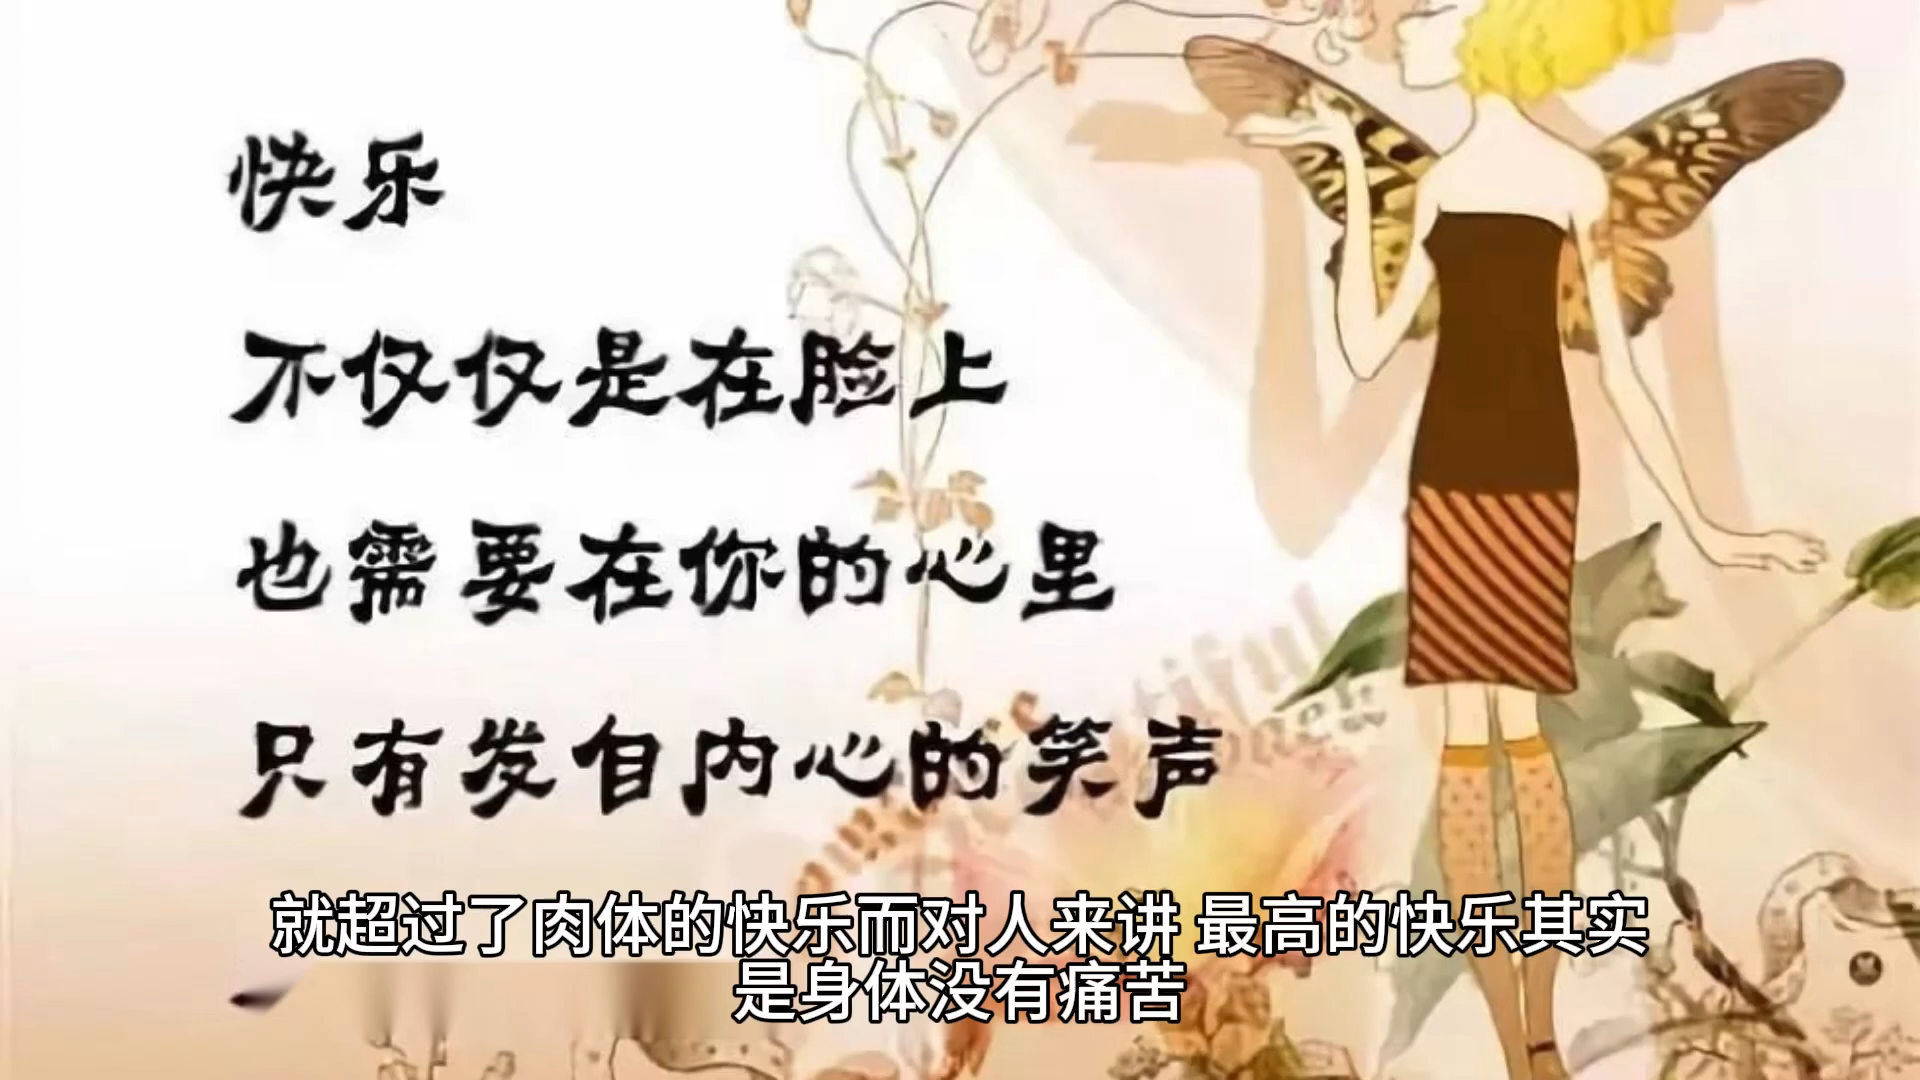 快乐
不仅仅是在脸上
也需要在你的心里
只有发自内心的笑声
就超过了肉体的快乐而对人来讲 最高的快乐其实
是身体没有痛苦